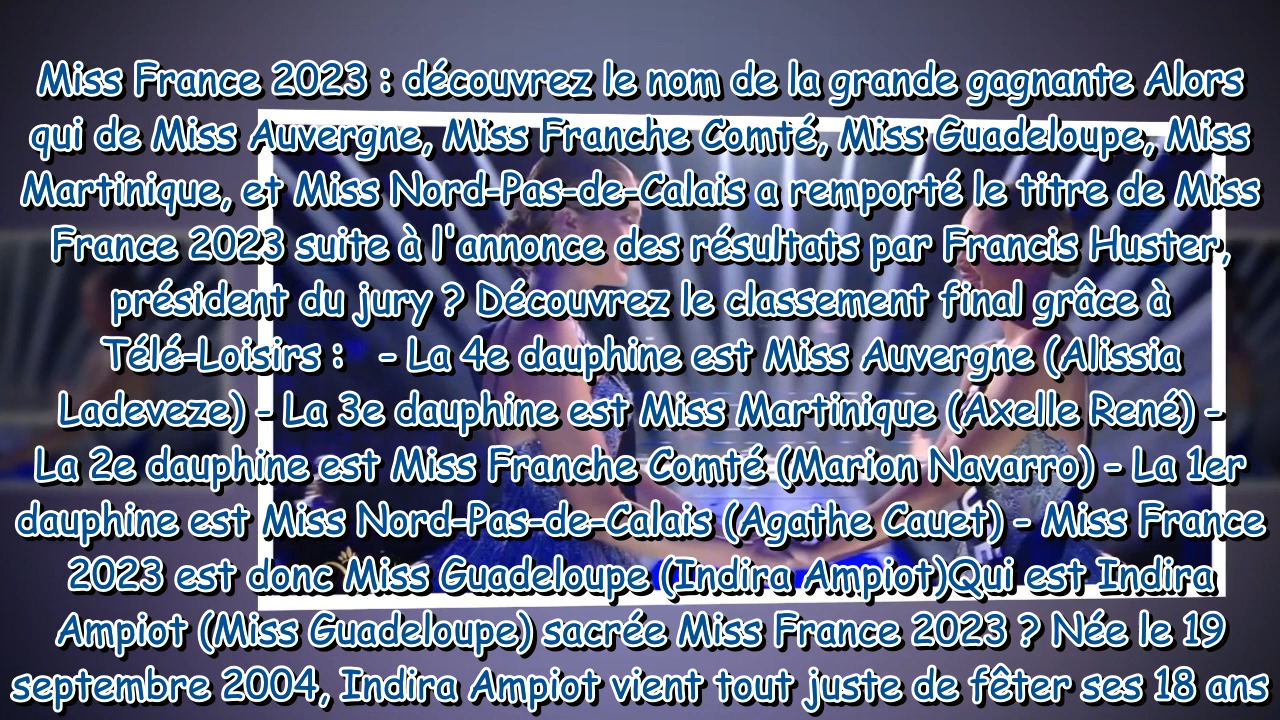 Miss France 2023 : découvrez le nom de la grande gagnante Alors
qui de Miss Auvergne, Miss Franche Comté, Miss Guadeloupe, Miss
Martinique, et Miss Nord-Pas-de-Calais a remporté le titre de Miss
France 2023 suite à l'annonce des résultats par Francis Huster,
président du jury ? Découvrez le classement final grâce à
Télé-Loisirs :   - La 4e dauphine est Miss Auvergne (Alissia
Ladeveze) - La 3e dauphine est Miss Martinique (Axelle René) -
La 2e dauphine est Miss Franche Comté (Marion Navarro) - La 1er
dauphine est Miss Nord-Pas-de-Calais (Agathe Cauet) - Miss France
2023 est donc Miss Guadeloupe (Indira Ampiot)Qui est Indira
Ampiot (Miss Guadeloupe) sacrée Miss France 2023 ? Née le 19
septembre 2004, Indira Ampiot vient tout juste de fêter ses 18 ans